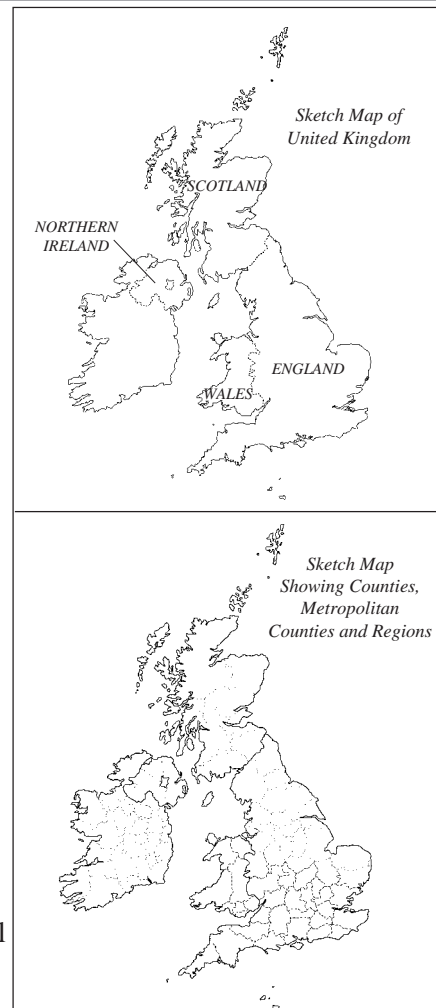 Sketch Map of
United Kingdom
SCOTLAND
NORTHERN
IRELAND
ENGLAND
WALES
Sketch Map
Showing Counties,
Metropolitan
Counties and Regions
l